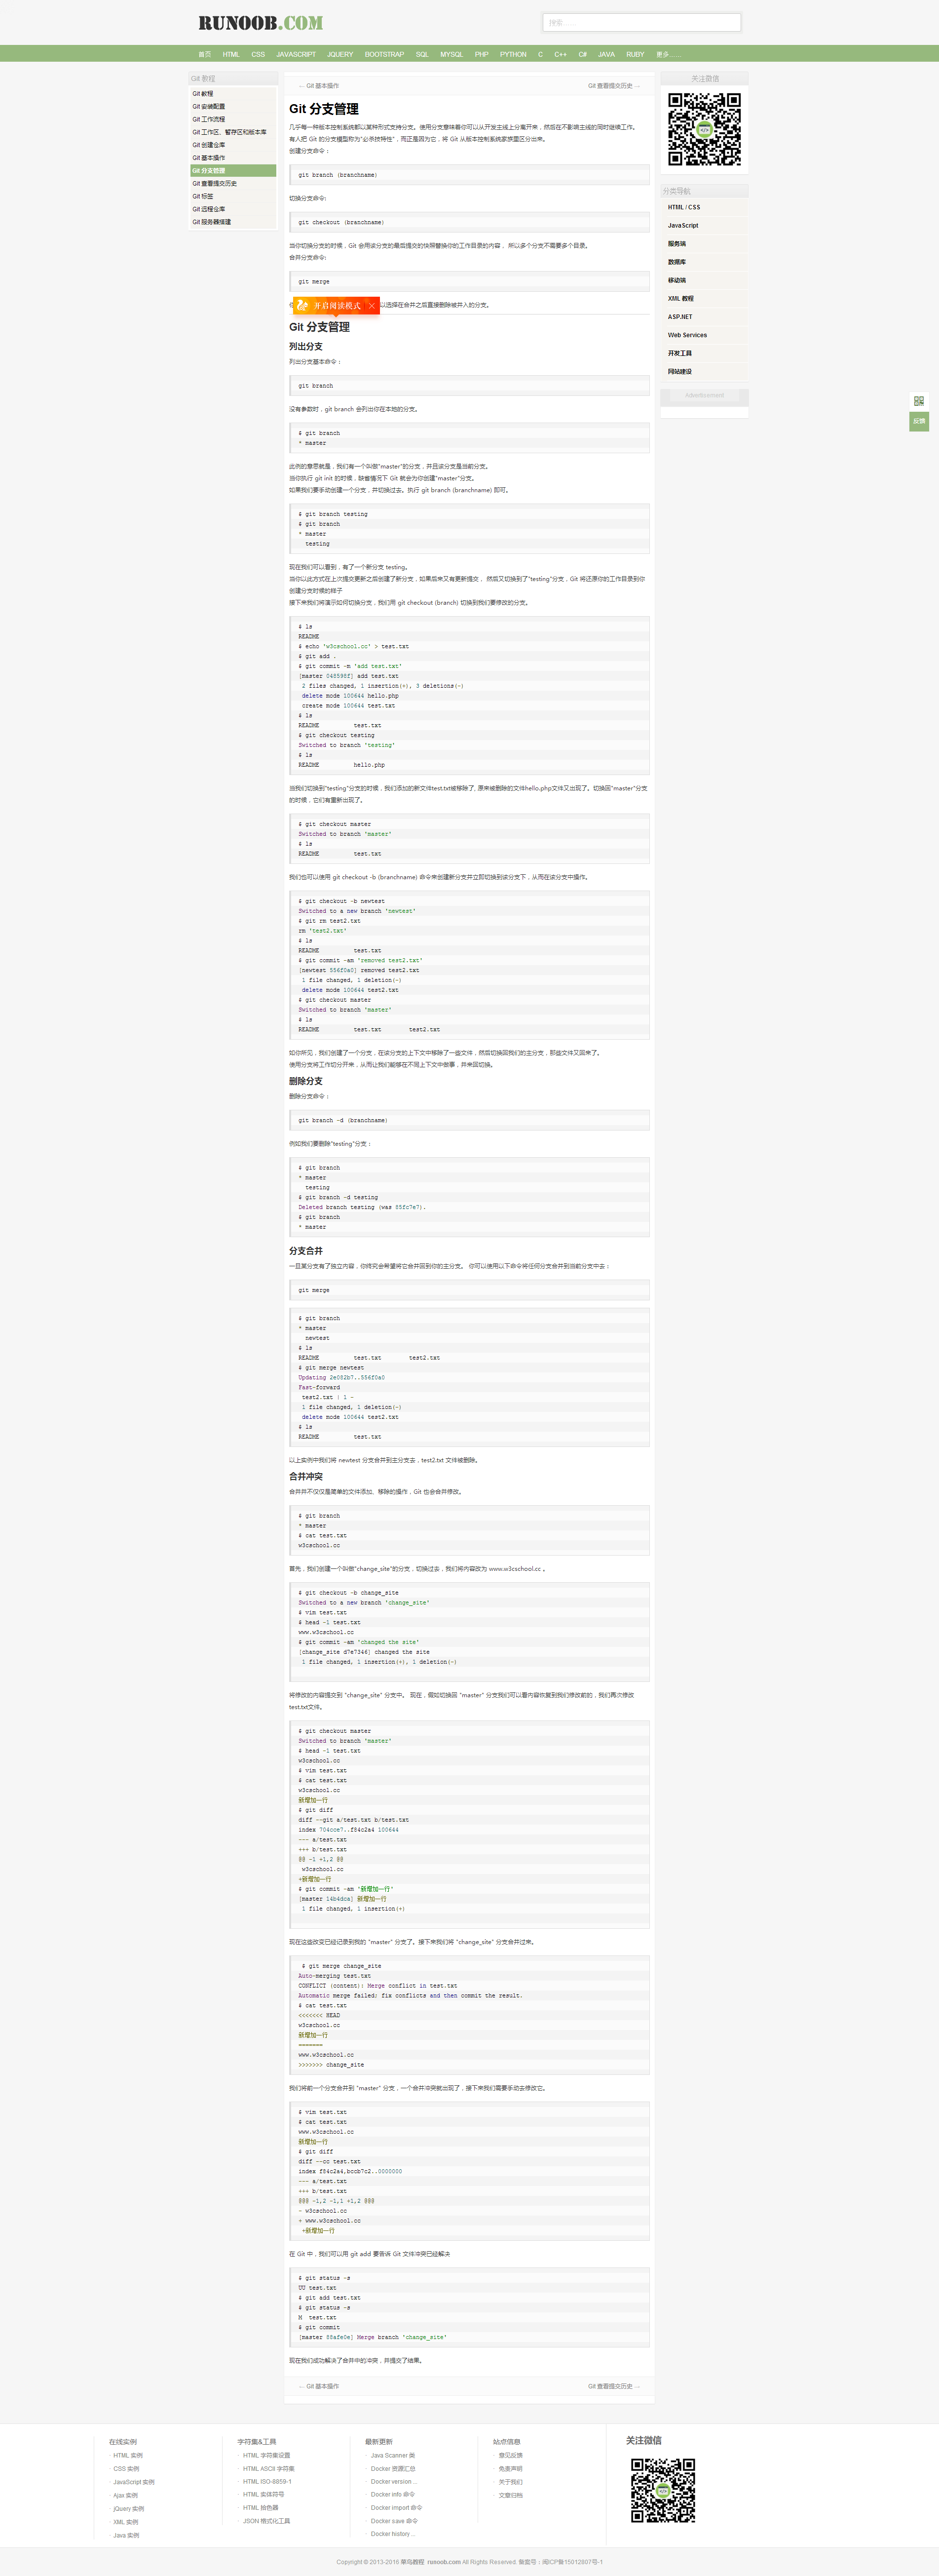 RUNOOB.COM
搜索……
首页 HTML CSS JAVASCRIPT JQUERY BOOTSTRAP SQL MYSQL PHP PYTHON C C++ C# JAVA RUBY 更多……
Git 教程
Git 教程
Git 安装配置
Git 工作流程
Git 工作区、暂存区和版本库
Git 创建仓库
Git 基本操作
Git 分支管理
Git 查看提交历史
Git 标签
Git 远程仓库
Git 服务器搭建
← Git 基本操作
Git 查看提交历史 →
Git 分支管理
几乎每一种版本控制系统都以某种形式支持分支。使用分支意味着你可以从开发主线上分离开来，然后在不影响主线的同时继续工作。
有人把 Git 的分支模型称为"必杀技特性"，而正是因为它，将 Git 从版本控制系统家族里区分出来。
创建分支命令：
git branch (branchname)
切换分支命令:
git checkout (branchname)
当你切换分支的时候，Git 会用该分支的最后提交的快照替换你的工作目录的内容， 所以多个分支不需要多个目录。
合并分支命令:
git merge
开启阅读模式 ×
以选择在合并之后直接删除被并入的分支。
Git 分支管理
列出分支
列出分支基本命令：
git branch
没有参数时，git branch 会列出你在本地的分支。
# git branch
* master
此例的意思就是，我们有一个叫做"master"的分支，并且该分支是当前分支。
当你执行 git init 的时候，缺省情况下 Git 就会为你创建"master"分支。
如果我们要手动创建一个分支，并切换过去。执行 git branch (branchname) 即可。
# git branch testing
# git branch
* master
  testing
现在我们可以看到，有了一个新分支 testing。
当你以此方式在上次提交更新之后创建了新分支，如果后来又有更新提交， 然后又切换到了"testing"分支，Git 将还原你的工作目录到你
创建分支时候的样子
接下来我们将演示如何切换分支，我们用 git checkout (branch) 切换到我们要修改的分支。
# ls
README
# echo 'w3cschool.cc' > test.txt
# git add .
# git commit -m 'add test.txt'
[master 048598f] add test.txt
 2 files changed, 1 insertion(+), 3 deletions(-)
 delete mode 100644 hello.php
 create mode 100644 test.txt
# ls
README test.txt
# git checkout testing
Switched to branch 'testing'
# ls
README hello.php
当我们切换到"testing"分支的时候，我们添加的新文件test.txt被移除了, 原来被删除的文件hello.php文件又出现了。切换回"master"分支
的时候，它们有重新出现了。
# git checkout master
Switched to branch 'master'
# ls
README test.txt
我们也可以使用 git checkout -b (branchname) 命令来创建新分支并立即切换到该分支下，从而在该分支中操作。
# git checkout -b newtest
Switched to a new branch 'newtest'
# git rm test2.txt
rm 'test2.txt'
# ls
README test.txt
# git commit -am 'removed test2.txt'
[newtest 556f0a0] removed test2.txt
 1 file changed, 1 deletion(-)
 delete mode 100644 test2.txt
# git checkout master
Switched to branch 'master'
# ls
README test.txt test2.txt
如你所见，我们创建了一个分支，在该分支的上下文中移除了一些文件，然后切换回我们的主分支，那些文件又回来了。
使用分支将工作切分开来，从而让我们能够在不同上下文中做事，并来回切换。
删除分支
删除分支命令：
git branch -d (branchname)
例如我们要删除"testing"分支：
# git branch
* master
  testing
# git branch -d testing
Deleted branch testing (was 85fc7e7).
# git branch
* master
分支合并
一旦某分支有了独立内容，你终究会希望将它合并回到你的主分支。 你可以使用以下命令将任何分支合并到当前分支中去：
git merge
# git branch
* master
  newtest
# ls
README test.txt test2.txt
# git merge newtest
Updating 2e082b7..556f0a0
Fast-forward
 test2.txt | 1 -
 1 file changed, 1 deletion(-)
 delete mode 100644 test2.txt
# ls
README test.txt
以上实例中我们将 newtest 分支合并到主分支去，test2.txt 文件被删除。
合并冲突
合并并不仅仅是简单的文件添加、移除的操作，Git 也会合并修改。
# git branch
* master
# cat test.txt
w3cschool.cc
首先，我们创建一个叫做"change_site"的分支，切换过去，我们将内容改为 www.w3cschool.cc 。
# git checkout -b change_site
Switched to a new branch 'change_site'
# vim test.txt
# head -1 test.txt
www.w3cschool.cc
# git commit -am 'changed the site'
[change_site d7e7346] changed the site
 1 file changed, 1 insertion(+), 1 deletion(-)
将修改的内容提交到 "change_site" 分支中。 现在，假如切换回 "master" 分支我们可以看内容恢复到我们修改前的，我们再次修改
test.txt文件。
# git checkout master
Switched to branch 'master'
# head -1 test.txt
w3cschool.cc
# vim test.txt
# cat test.txt
w3cschool.cc
新增加一行
# git diff
diff --git a/test.txt b/test.txt
index 704cce7..f84c2a4 100644
--- a/test.txt
+++ b/test.txt
@@ -1 +1,2 @@
 w3cschool.cc
+新增加一行
# git commit -am '新增加一行'
[master 14b4dca] 新增加一行
 1 file changed, 1 insertion(+)
现在这些改变已经记录到我的 "master" 分支了。接下来我们将 "change_site" 分支合并过来。
# git merge change_site
Auto-merging test.txt
CONFLICT (content): Merge conflict in test.txt
Automatic merge failed; fix conflicts and then commit the result.
# cat test.txt
<<<<<<< HEAD
w3cschool.cc
新增加一行
=======
www.w3cschool.cc
>>>>>>> change_site
我们将前一个分支合并到 "master" 分支，一个合并冲突就出现了，接下来我们需要手动去修改它。
# vim test.txt
# cat test.txt
www.w3cschool.cc
新增加一行
# git diff
diff --cc test.txt
index f84c2a4,bccb7c2..0000000
--- a/test.txt
+++ b/test.txt
@@@ -1,2 -1,1 +1,2 @@@
- w3cschool.cc
+ www.w3cschool.cc
 +新增加一行
在 Git 中，我们可以用 git add 要告诉 Git 文件冲突已经解决
# git status -s
UU test.txt
# git add test.txt
# git status -s
M  test.txt
# git commit
[master 88afe0e] Merge branch 'change_site'
现在我们成功解决了合并中的冲突，并提交了结果。
← Git 基本操作
Git 查看提交历史 →
关注微信
分类导航
HTML / CSS
JavaScript
服务端
数据库
移动端
XML 教程
ASP.NET
Web Services
开发工具
网站建设
Advertisement
反馈
在线实例
· HTML 实例
· CSS 实例
· JavaScript 实例
· Ajax 实例
· jQuery 实例
· XML 实例
· Java 实例
字符集&工具
· HTML 字符集设置
· HTML ASCII 字符集
· HTML ISO-8859-1
· HTML 实体符号
· HTML 拾色器
· JSON 格式化工具
最新更新
· Java Scanner 类
· Docker 资源汇总
· Docker version ...
· Docker info 命令
· Docker import 命令
· Docker save 命令
· Docker history ...
站点信息
· 意见反馈
· 免责声明
· 关于我们
· 文章归档
关注微信
Copyright © 2013-2016 菜鸟教程 runoob.com All Rights Reserved. 备案号：闽ICP备15012807号-1